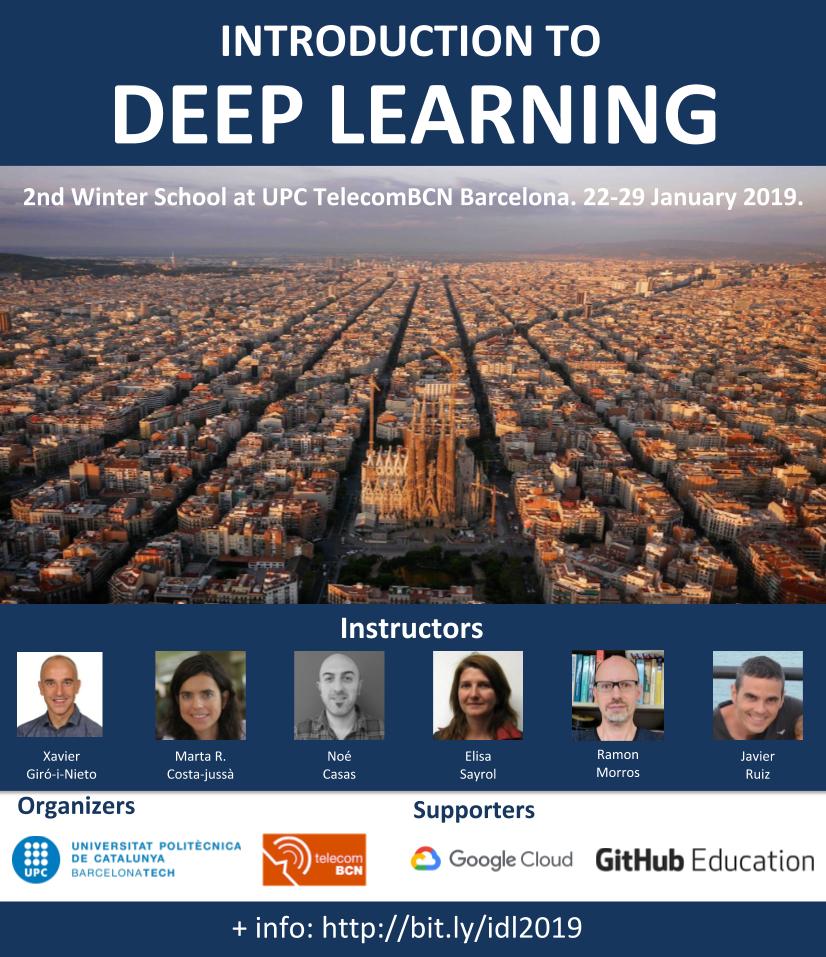 INTRODUCTION TO
DEEP LEARNING
2nd Winter School at UPC TelecomBCN Barcelona. 22-29 January 2019.
Instructors
Xavier
Giró-i-Nieto
Marta R.
Costa-jussà
Noé
Casas
Elisa
Sayrol
Ramon
Morros
Javier
Ruiz
Organizers
UPC
UNIVERSITAT POLITÈCNICA
DE CATALUNYA
BARCELONATECH
telecom
BCN
Supporters
Google Cloud
GitHub Education
+ info: http://bit.ly/idl2019